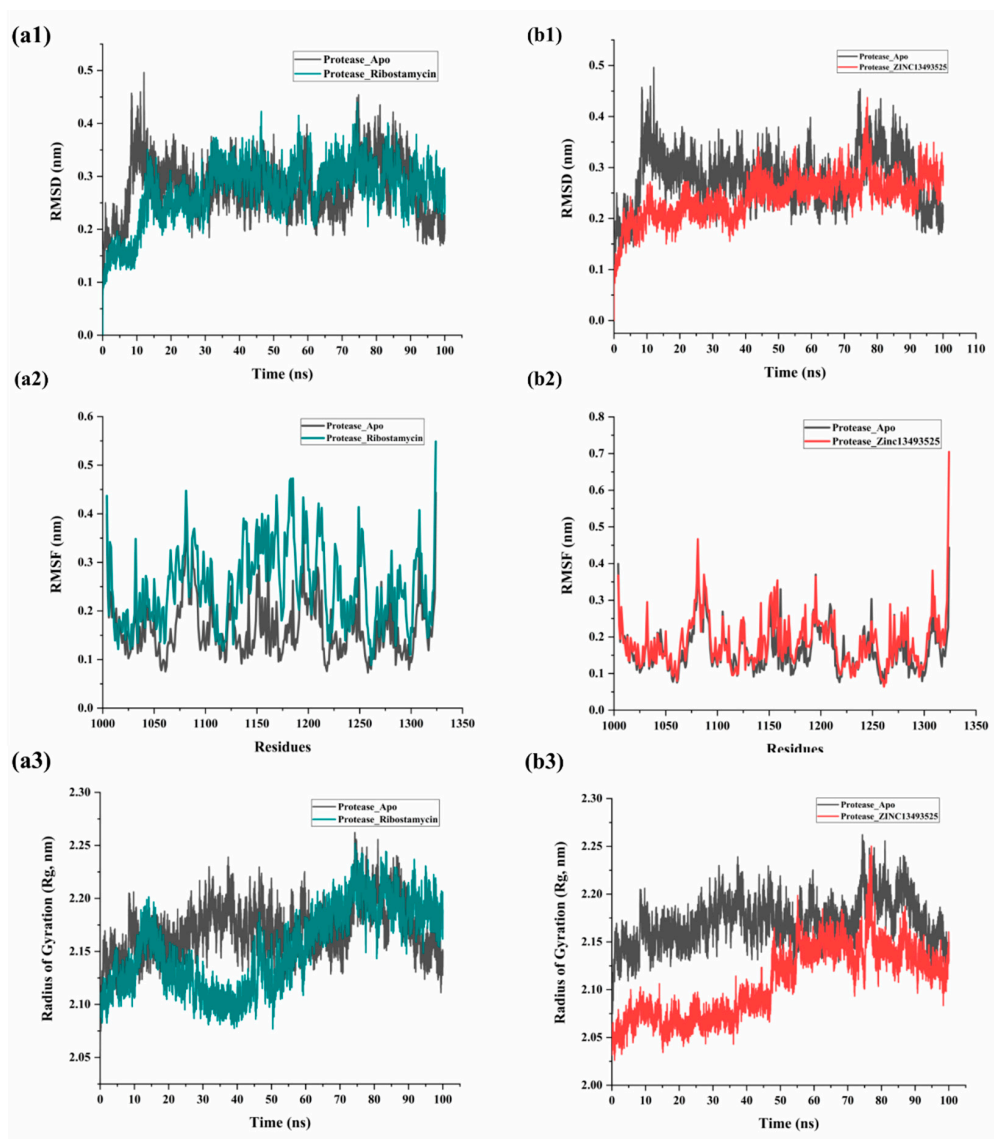 (a1)
Protease_Apo
Protease_Ribostamycin
RMSD (nm)
0.5
0.4
0.3
0.2
0.1
0.0
0 10 20 30 40 50 60 70 80 90 100
Time (ns)
(b1)
Protease_Apo
Protease_ZINC13493525
RMSD (nm)
0.5
0.4
0.3
0.2
0.1
0.0
0 10 20 30 40 50 60 70 80 90 100 110
Time (ns)
(a2)
Protease_Apo
Protease_Ribostamycin
RMSF (nm)
0.6
0.5
0.4
0.3
0.2
0.1
0.0
1000 1050 1100 1150 1200 1250 1300 1350
Residues
(b2)
Protease_Apo
Protease_Zinc13493525
RMSF (nm)
0.8
0.7
0.6
0.5
0.4
0.3
0.2
0.1
0.0
1000 1050 1100 1150 1200 1250 1300 1350
Residues
(a3)
Protease_Apo
Protease_Ribostamycin
Radius of Gyration (Rg, nm)
2.30
2.25
2.20
2.15
2.10
2.05
0 10 20 30 40 50 60 70 80 90 100
Time (ns)
(b3)
Protease_Apo
Protease_ZINC13493525
Radius of Gyration (Rg, nm)
2.30
2.25
2.20
2.15
2.10
2.05
2.00
0 10 20 30 40 50 60 70 80 90 100
Time (ns)